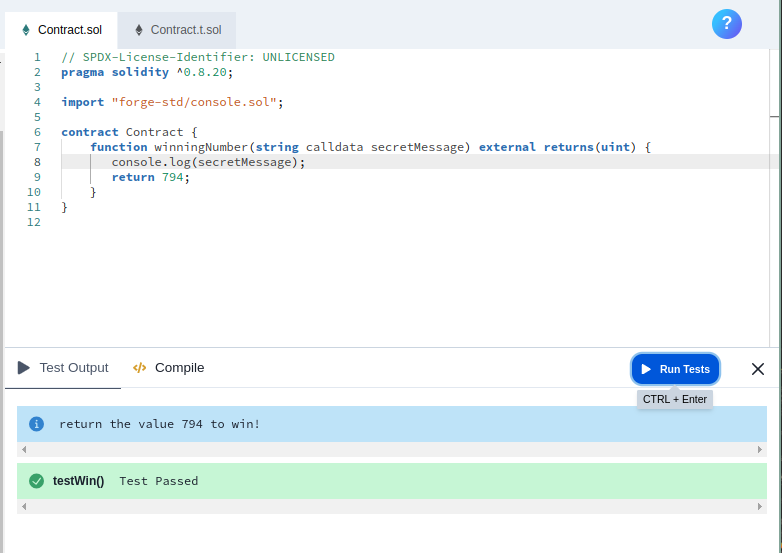 Contract.sol
Contract.t.sol
?
1 // SPDX-License-Identifier: UNLICENSED
2 pragma solidity ^0.8.20;
3
4 import "forge-std/console.sol";
5
6 contract Contract {
7 function winningNumber(string calldata secretMessage) external returns(uint) {
8 console.log(secretMessage);
9 return 794;
10 }
11 }
12
Test Output
</> Compile
Run Tests
CTRL + Enter
i return the value 794 to win!
testWin() Test Passed